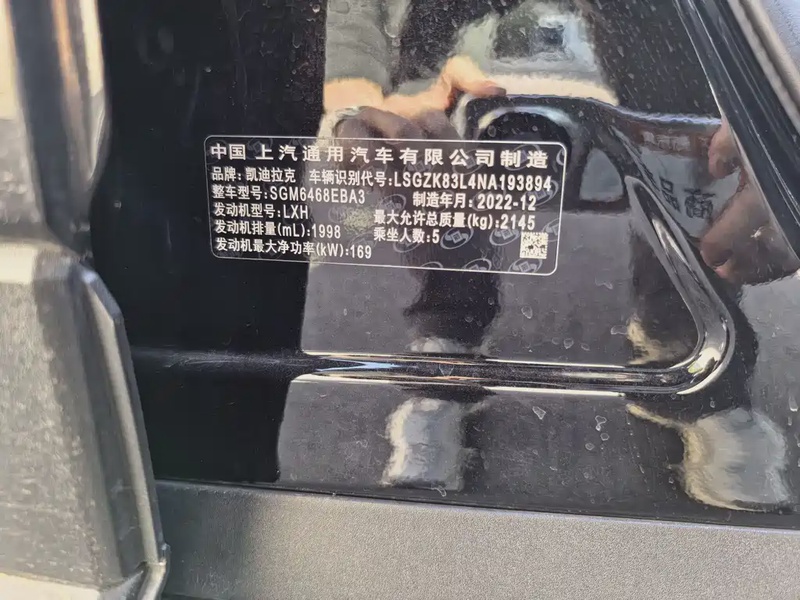 中国 上汽通用汽车有限公司制造
品牌: 凯迪拉克 车辆识别代号:LSGZK83L4NA193894
整车型号:SGM6468EBA3 制造年月: 2022-12
发动机型号:LXH 最大允许总质量(kg):2145
发动机排量(mL):1998 乘坐人数:5
发动机最大净功率(kW):169